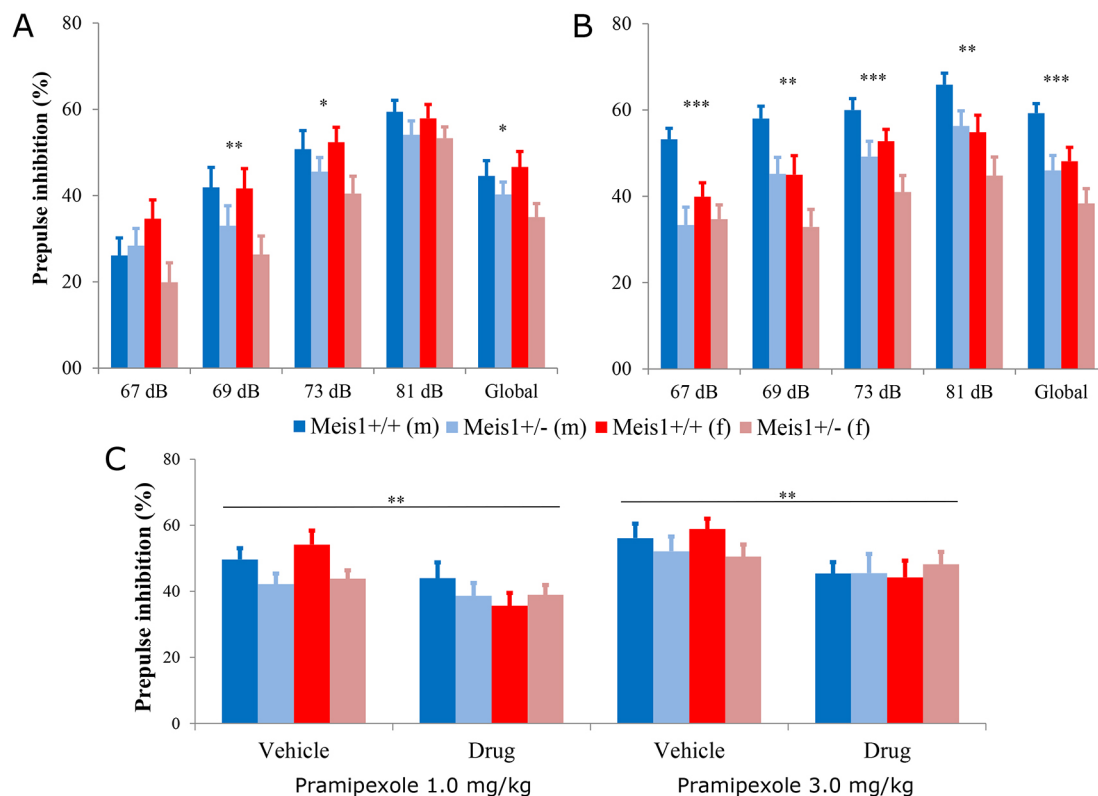 A
B
Prepulse inhibition (%)
80
60
40
20
00
**
*
*
67 dB
69 dB
73 dB
81 dB
Global
80
60
40
20
00
***
**
***
**
***
67 dB
69 dB
73 dB
81 dB
Global
Meis1+/+ (m) Meis1+/- (m) Meis1+/+ (f) Meis1+/- (f)
C
Prepulse inhibition (%)
80
60
40
20
0
**
**
Vehicle
Drug
Vehicle
Drug
Pramipexole 1.0 mg/kg
Pramipexole 3.0 mg/kg